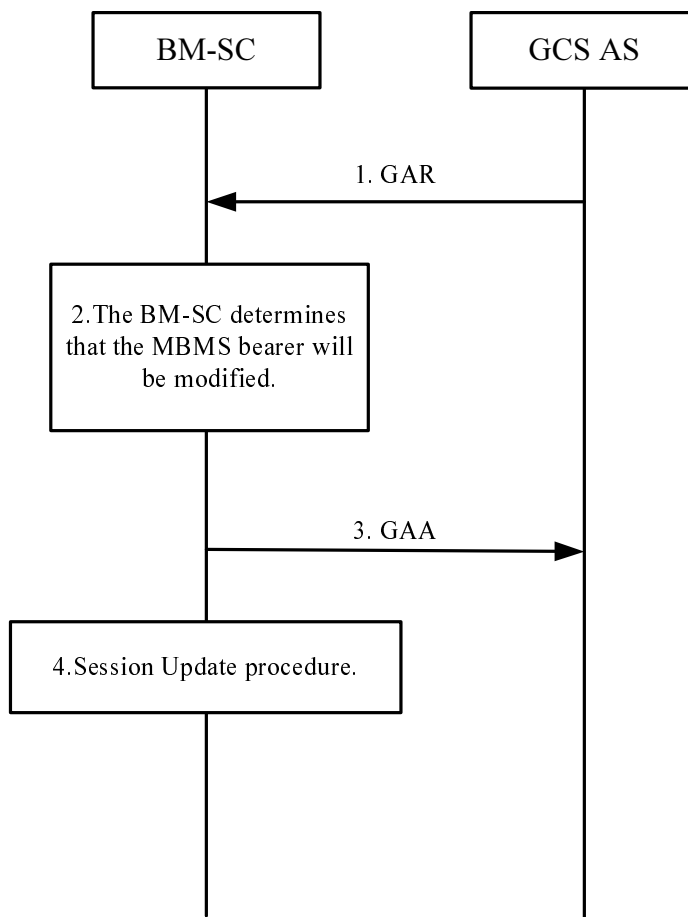 BM-SC
GCS AS
1. GAR
2.The BM-SC determines
that the MBMS bearer will
be modified.
3. GAA
4.Session Update procedure.